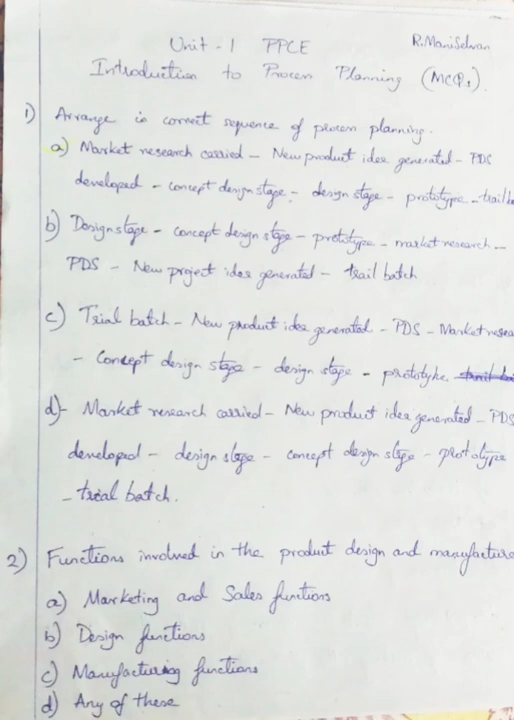 Unit - 1 PPCE R. ManiSelvan
Introduction to Process Planning (MCQs).
1) Arrange in correct sequence of process planning.
a) Market research carried - New product idea generated - PDS
developed - concept design stage - design stage - prototype - trail
b) Design stage - concept design stage - prototype - market research -
PDS - New project idea generated - trail batch
c) Trial batch - New product idea generated - PDS - Market resea
- Concept design stage - design stage - prototype.
d) - Market research carried - New product idea generated - PDS
developed - design stage - concept design stage - prototype
- trial batch.
2) Functions involved in the product design and manufacture
a) Marketing and Sales functions
b) Design functions
c) Manufacturing functions
d) Any of these